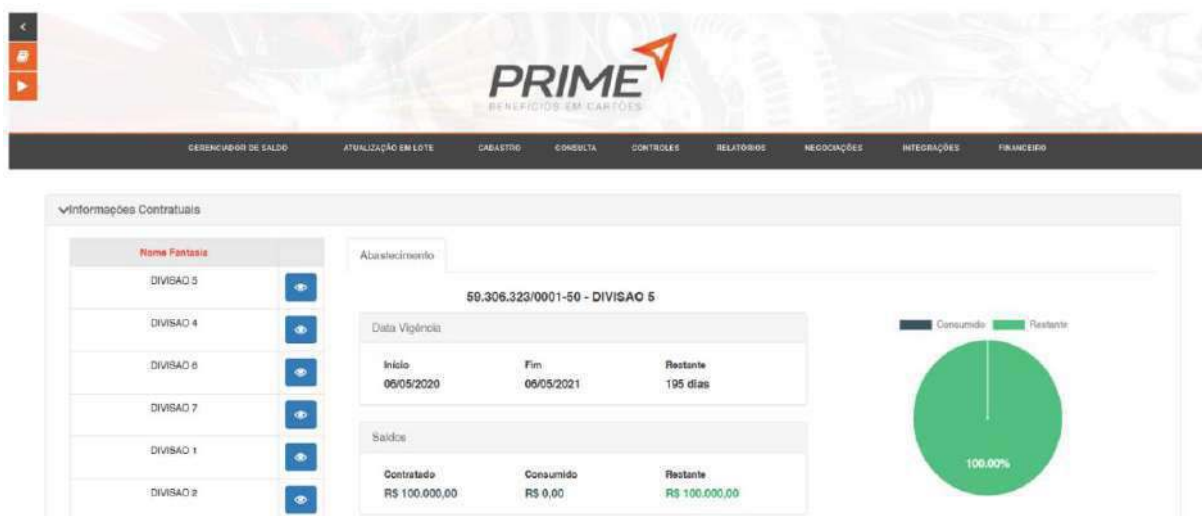 PRIME
BENEFÍCIOS EM CARTÕES
GERENCIADOR DE SALDO ATUALIZAÇÃO EM LOTE CADASTRO CONSULTA CONTROLES RELATÓRIOS NEGOCIAÇÕES INTEGRAÇÕES FINANCEIRO
Informações Contratuais
Nome Fantasia
DIVISAO 5
DIVISAO 4
DIVISAO 6
DIVISAO 7
DIVISAO 1
DIVISAO 2
Abastecimento
59.306.323/0001-50 - DIVISAO 5
Data Vigência
Início Fim Restante
06/05/2020 06/05/2021 195 dias
Saldos
Contratado Consumido Restante
R$ 100.000,00 R$ 0,00 R$ 100.000,00
Consumido Restante
100.00%